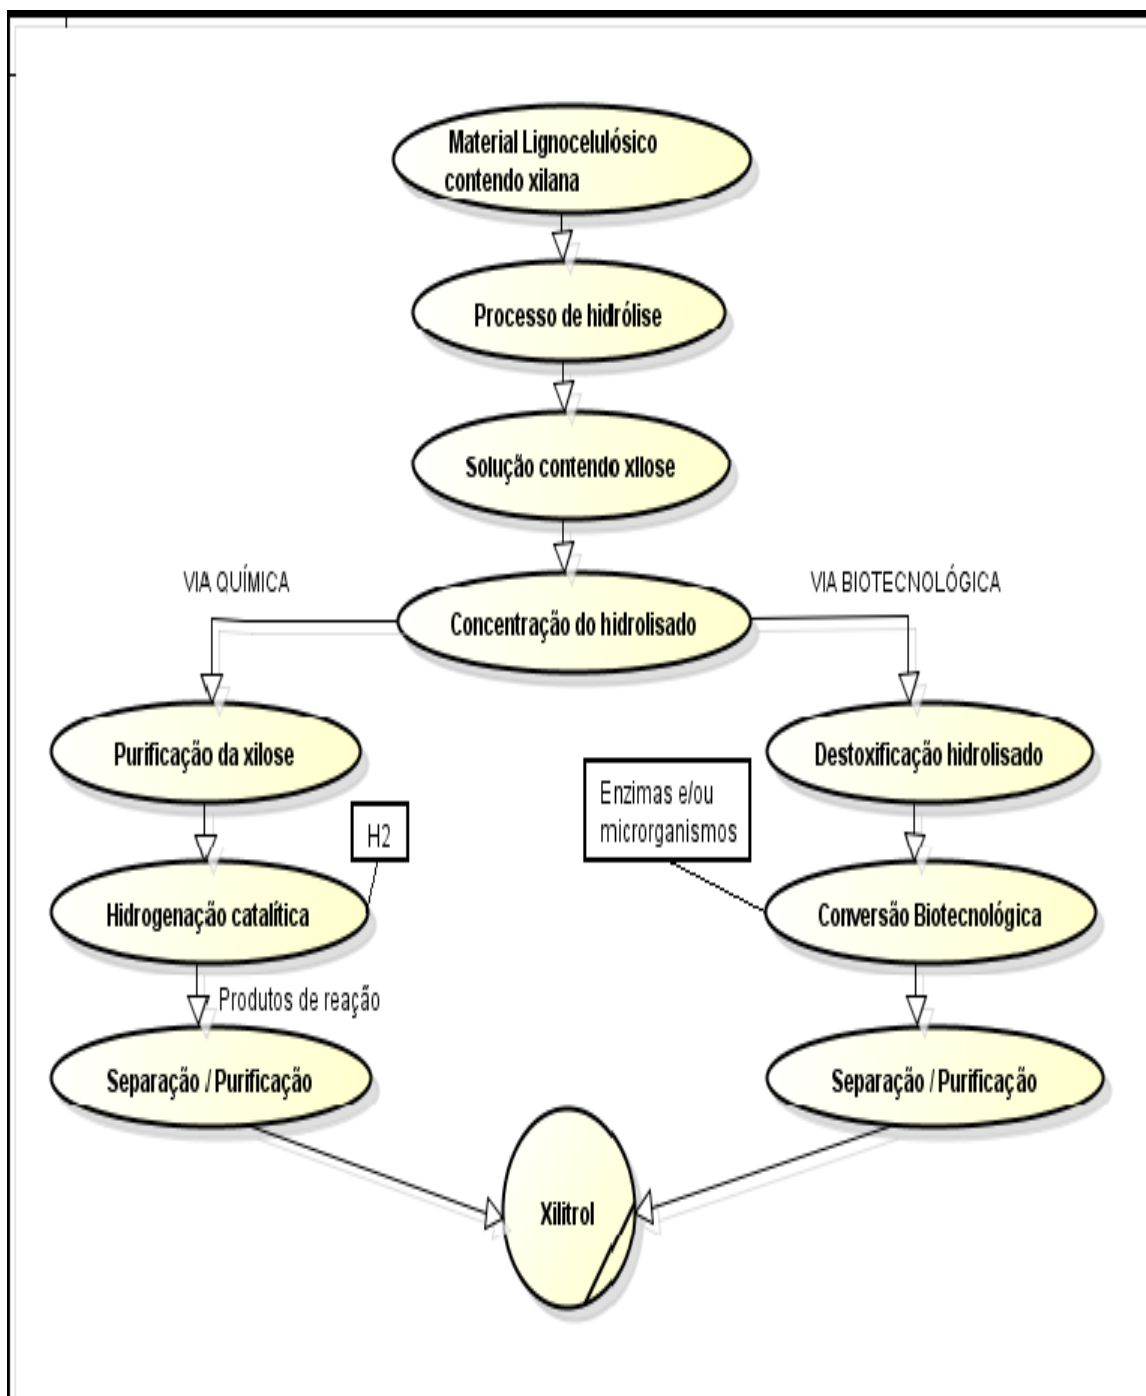 Material Lignocelulósico
contendo xilana
Processo de hidrólise
Solução contendo xilose
VIA QUÍMICA
VIA BIOTECNOLÓGICA
Concentração do hidrolisado
Purificação da xilose
Destoxificação hidrolisado
Enzimas e/ou
microrganismos
H2
Hidrogenação catalítica
Conversão Biotecnológica
Produtos de reação
Separação / Purificação
Separação / Purificação
Xilitrol